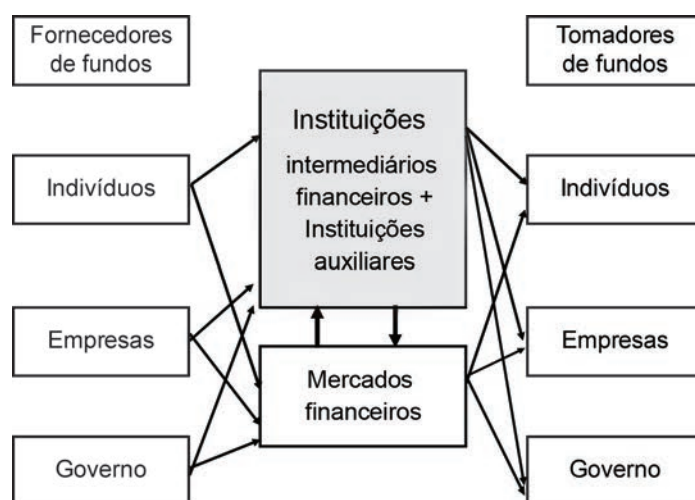 Fornecedores
de fundos
Tomadores
de fundos
Instituições
intermediários
financeiros +
Instituições
auxiliares
Indivíduos
Indivíduos
Empresas
Empresas
Mercados
financeiros
Governo
Governo